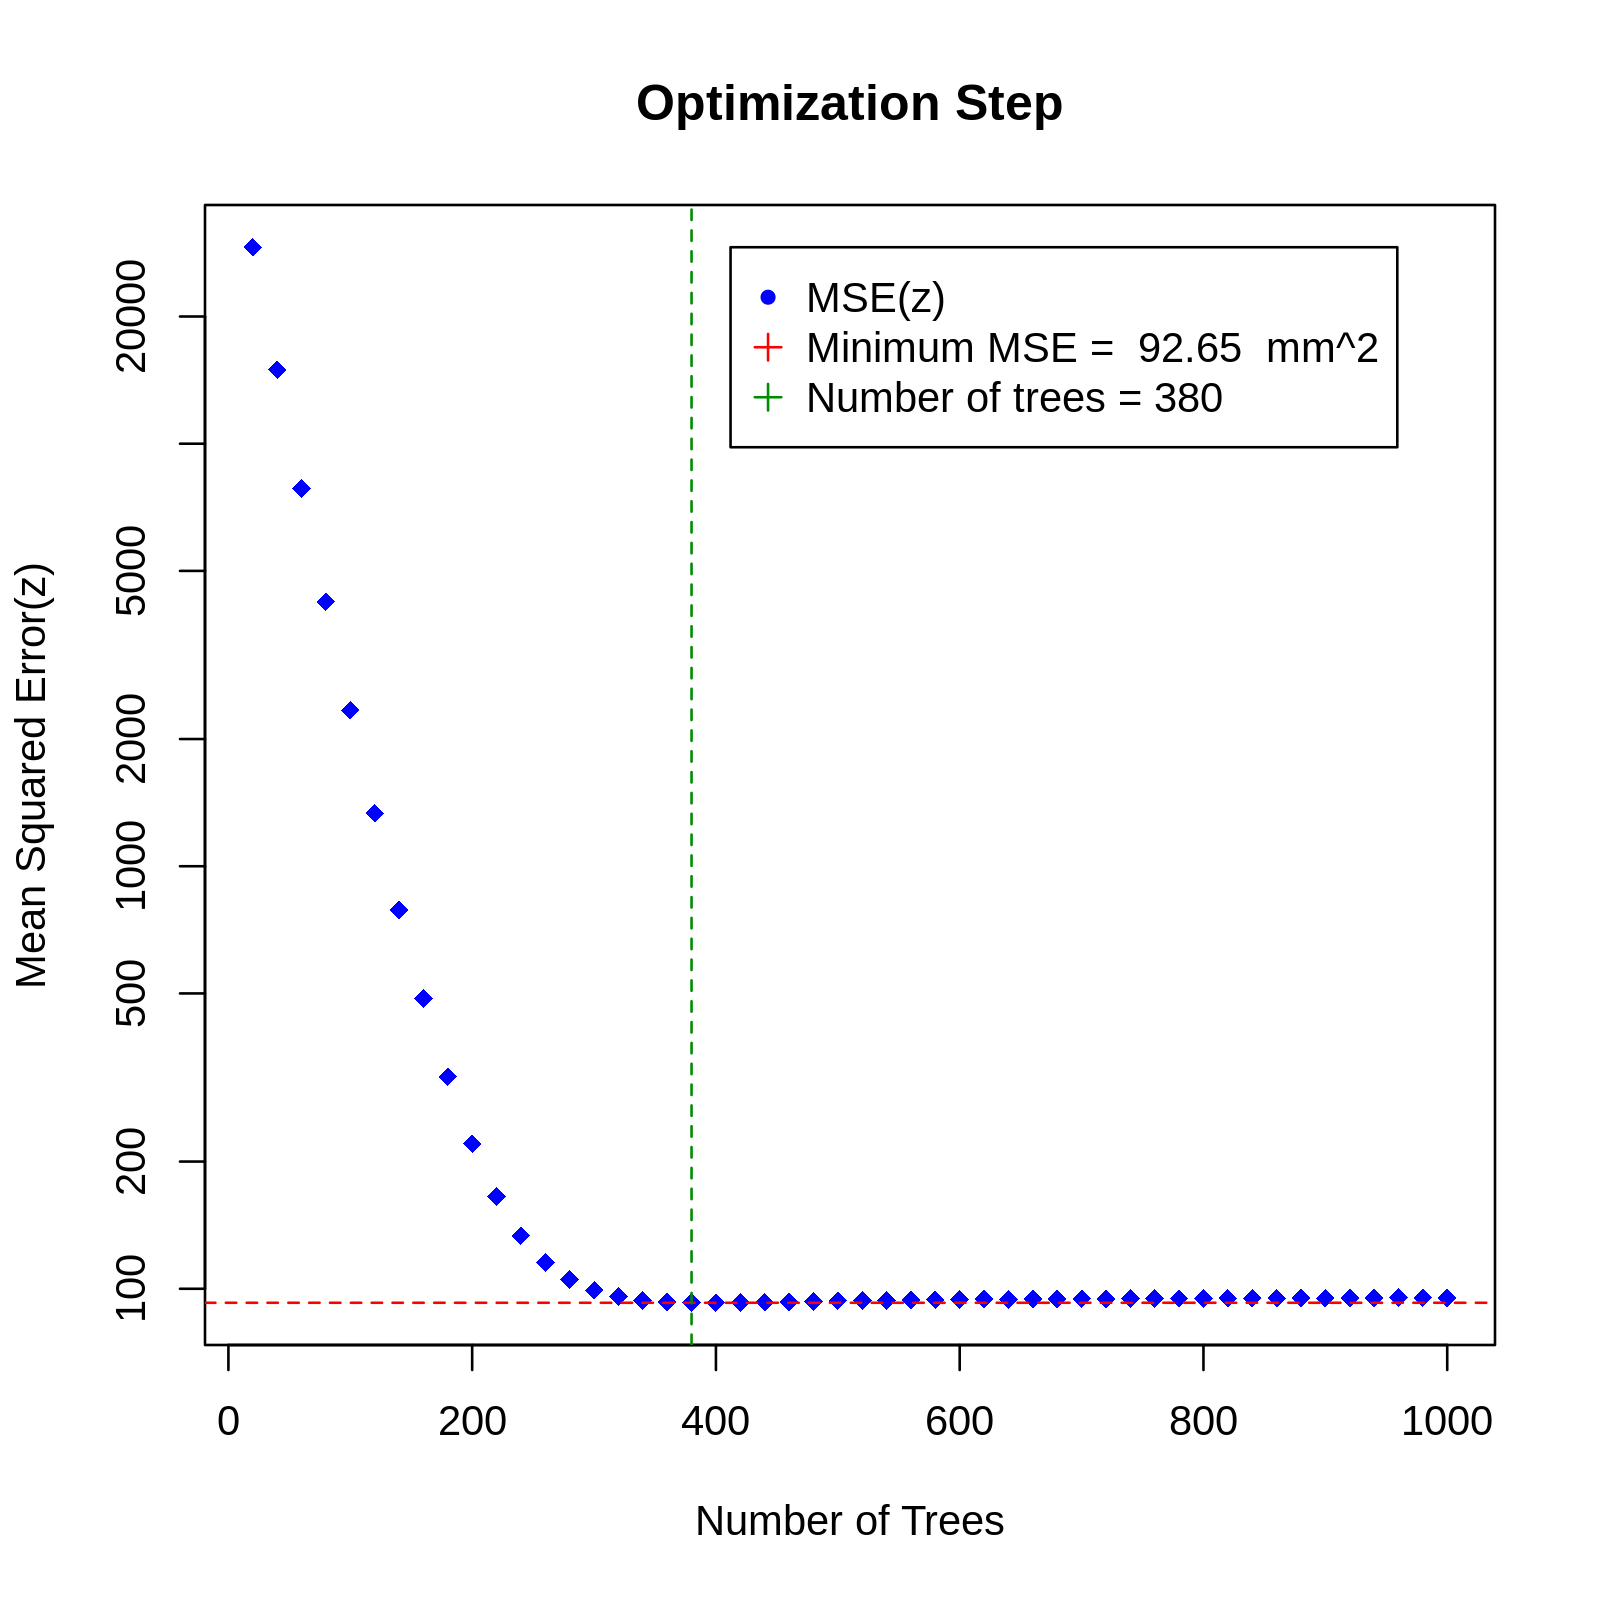 Optimization Step
MSE(z)
Minimum MSE =  92.65  mm^2
Number of trees = 380
Mean Squared Error(z)
20000
5000
2000
1000
500
200
100
0 200 400 600 800 1000
Number of Trees